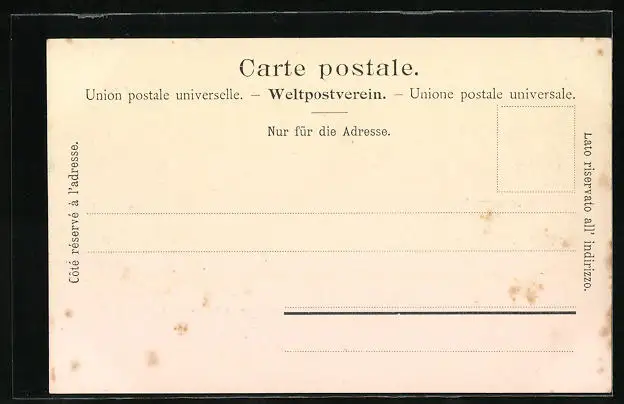 Carte postale.
Union postale universelle. – Weltpostverein. – Unione postale universale.
Nur für die Adresse.
Côté réservé à l'adresse.
Lato riservato all' indirizzo.